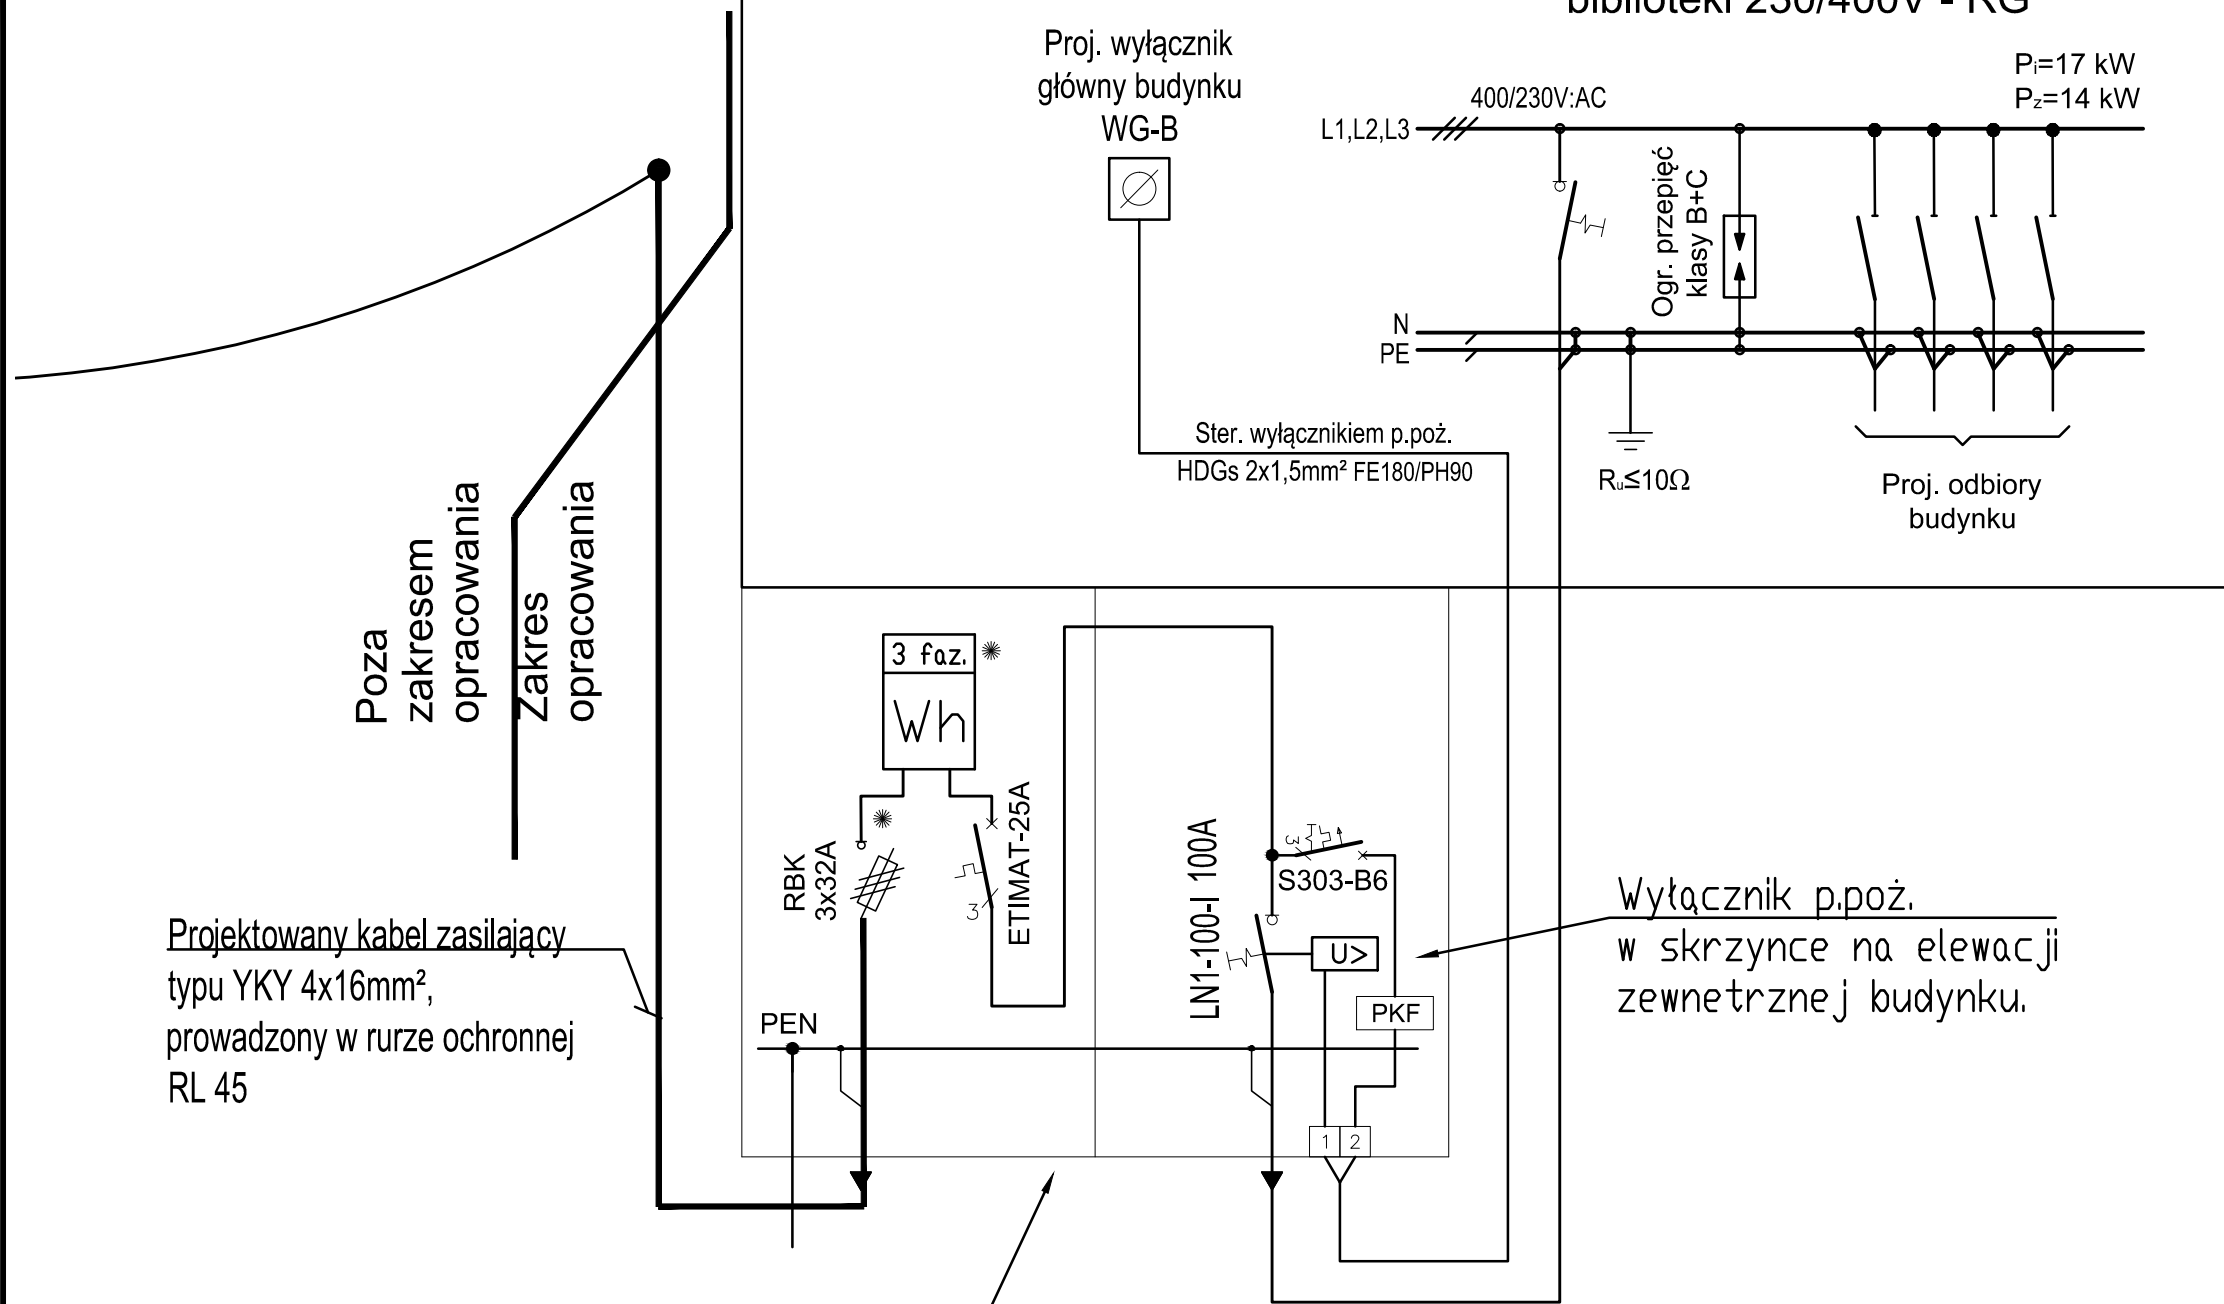 biblioteki 230/400V - RG
Proj. wyłącznik
główny budynku
WG-B
Pi=17 kW
Pz=14 kW
400/230V:AC
L1,L2,L3
Ogr. przepięć
klasy B+C
N
PE
Ster. wyłącznikiem p.poż.
HDGs 2x1,5mm² FE180/PH90
Ru≤10Ω
Proj. odbiory
budynku
Poza
zakresem
opracowania
Zakres
opracowania
3 faz.
Wh
RBK
3x32A
3
ETIMAT-25A
LN1-100-I 100A
3
S303-B6
U>
PKF
PEN
1 2
Wyłącznik p.poż.
w skrzynce na elewacji
zewnetrznej budynku.
Projektowany kabel zasilający
typu YKY 4x16mm²,
prowadzony w rurze ochronnej
RL 45